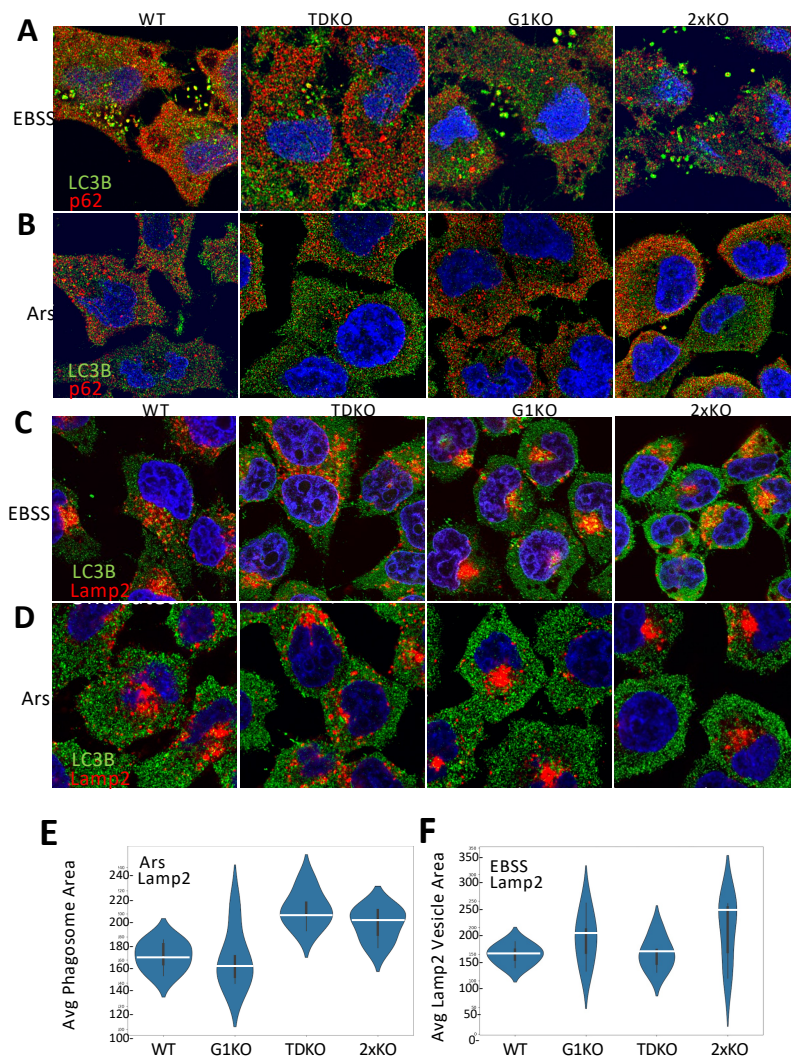 A
WT TDKO G1KO 2xKO
EBSS
LC3B
p62
B
Ars
LC3B
p62
WT TDKO G1KO 2xKO
C
EBSS
LC3B
Lamp2
D
Ars
LC3B
Lamp2
E
Ars
Lamp2
Avg Phagosome Area
240
220
200
170
160
140
120
100
WT G1KO TDKO 2xKO
F
EBSS
Lamp2
Avg Lamp2 Vesicle Area
350
300
250
200
150
100
50
0
WT G1KO TDKO 2xKO